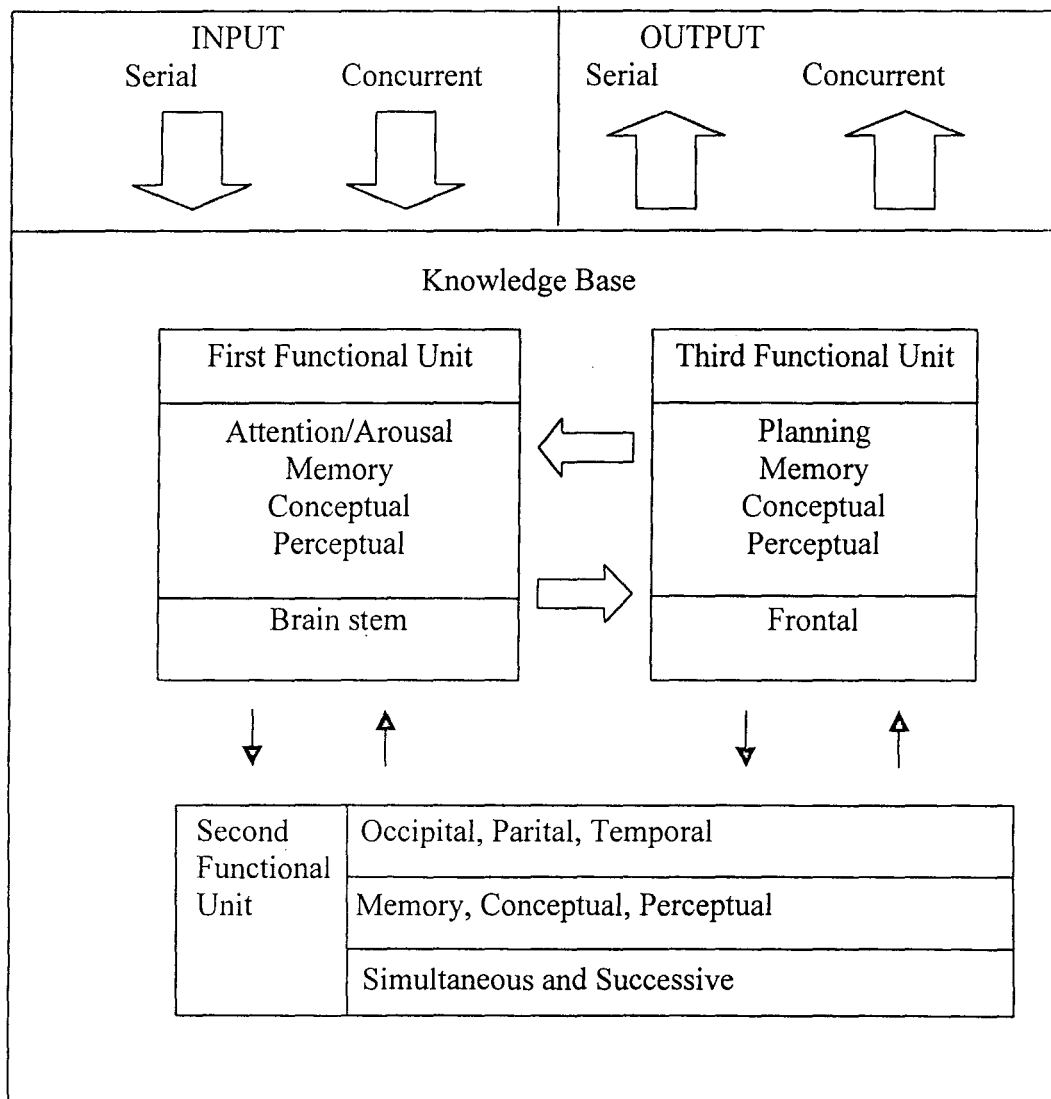 INPUT
Serial Concurrent
OUTPUT
Serial Concurrent
Knowledge Base
First Functional Unit
Attention/Arousal
Memory
Conceptual
Perceptual
Brain stem
Third Functional Unit
Planning
Memory
Conceptual
Perceptual
Frontal
Second
Functional
Unit
Occipital, Parital, Temporal
Memory, Conceptual, Perceptual
Simultaneous and Successive